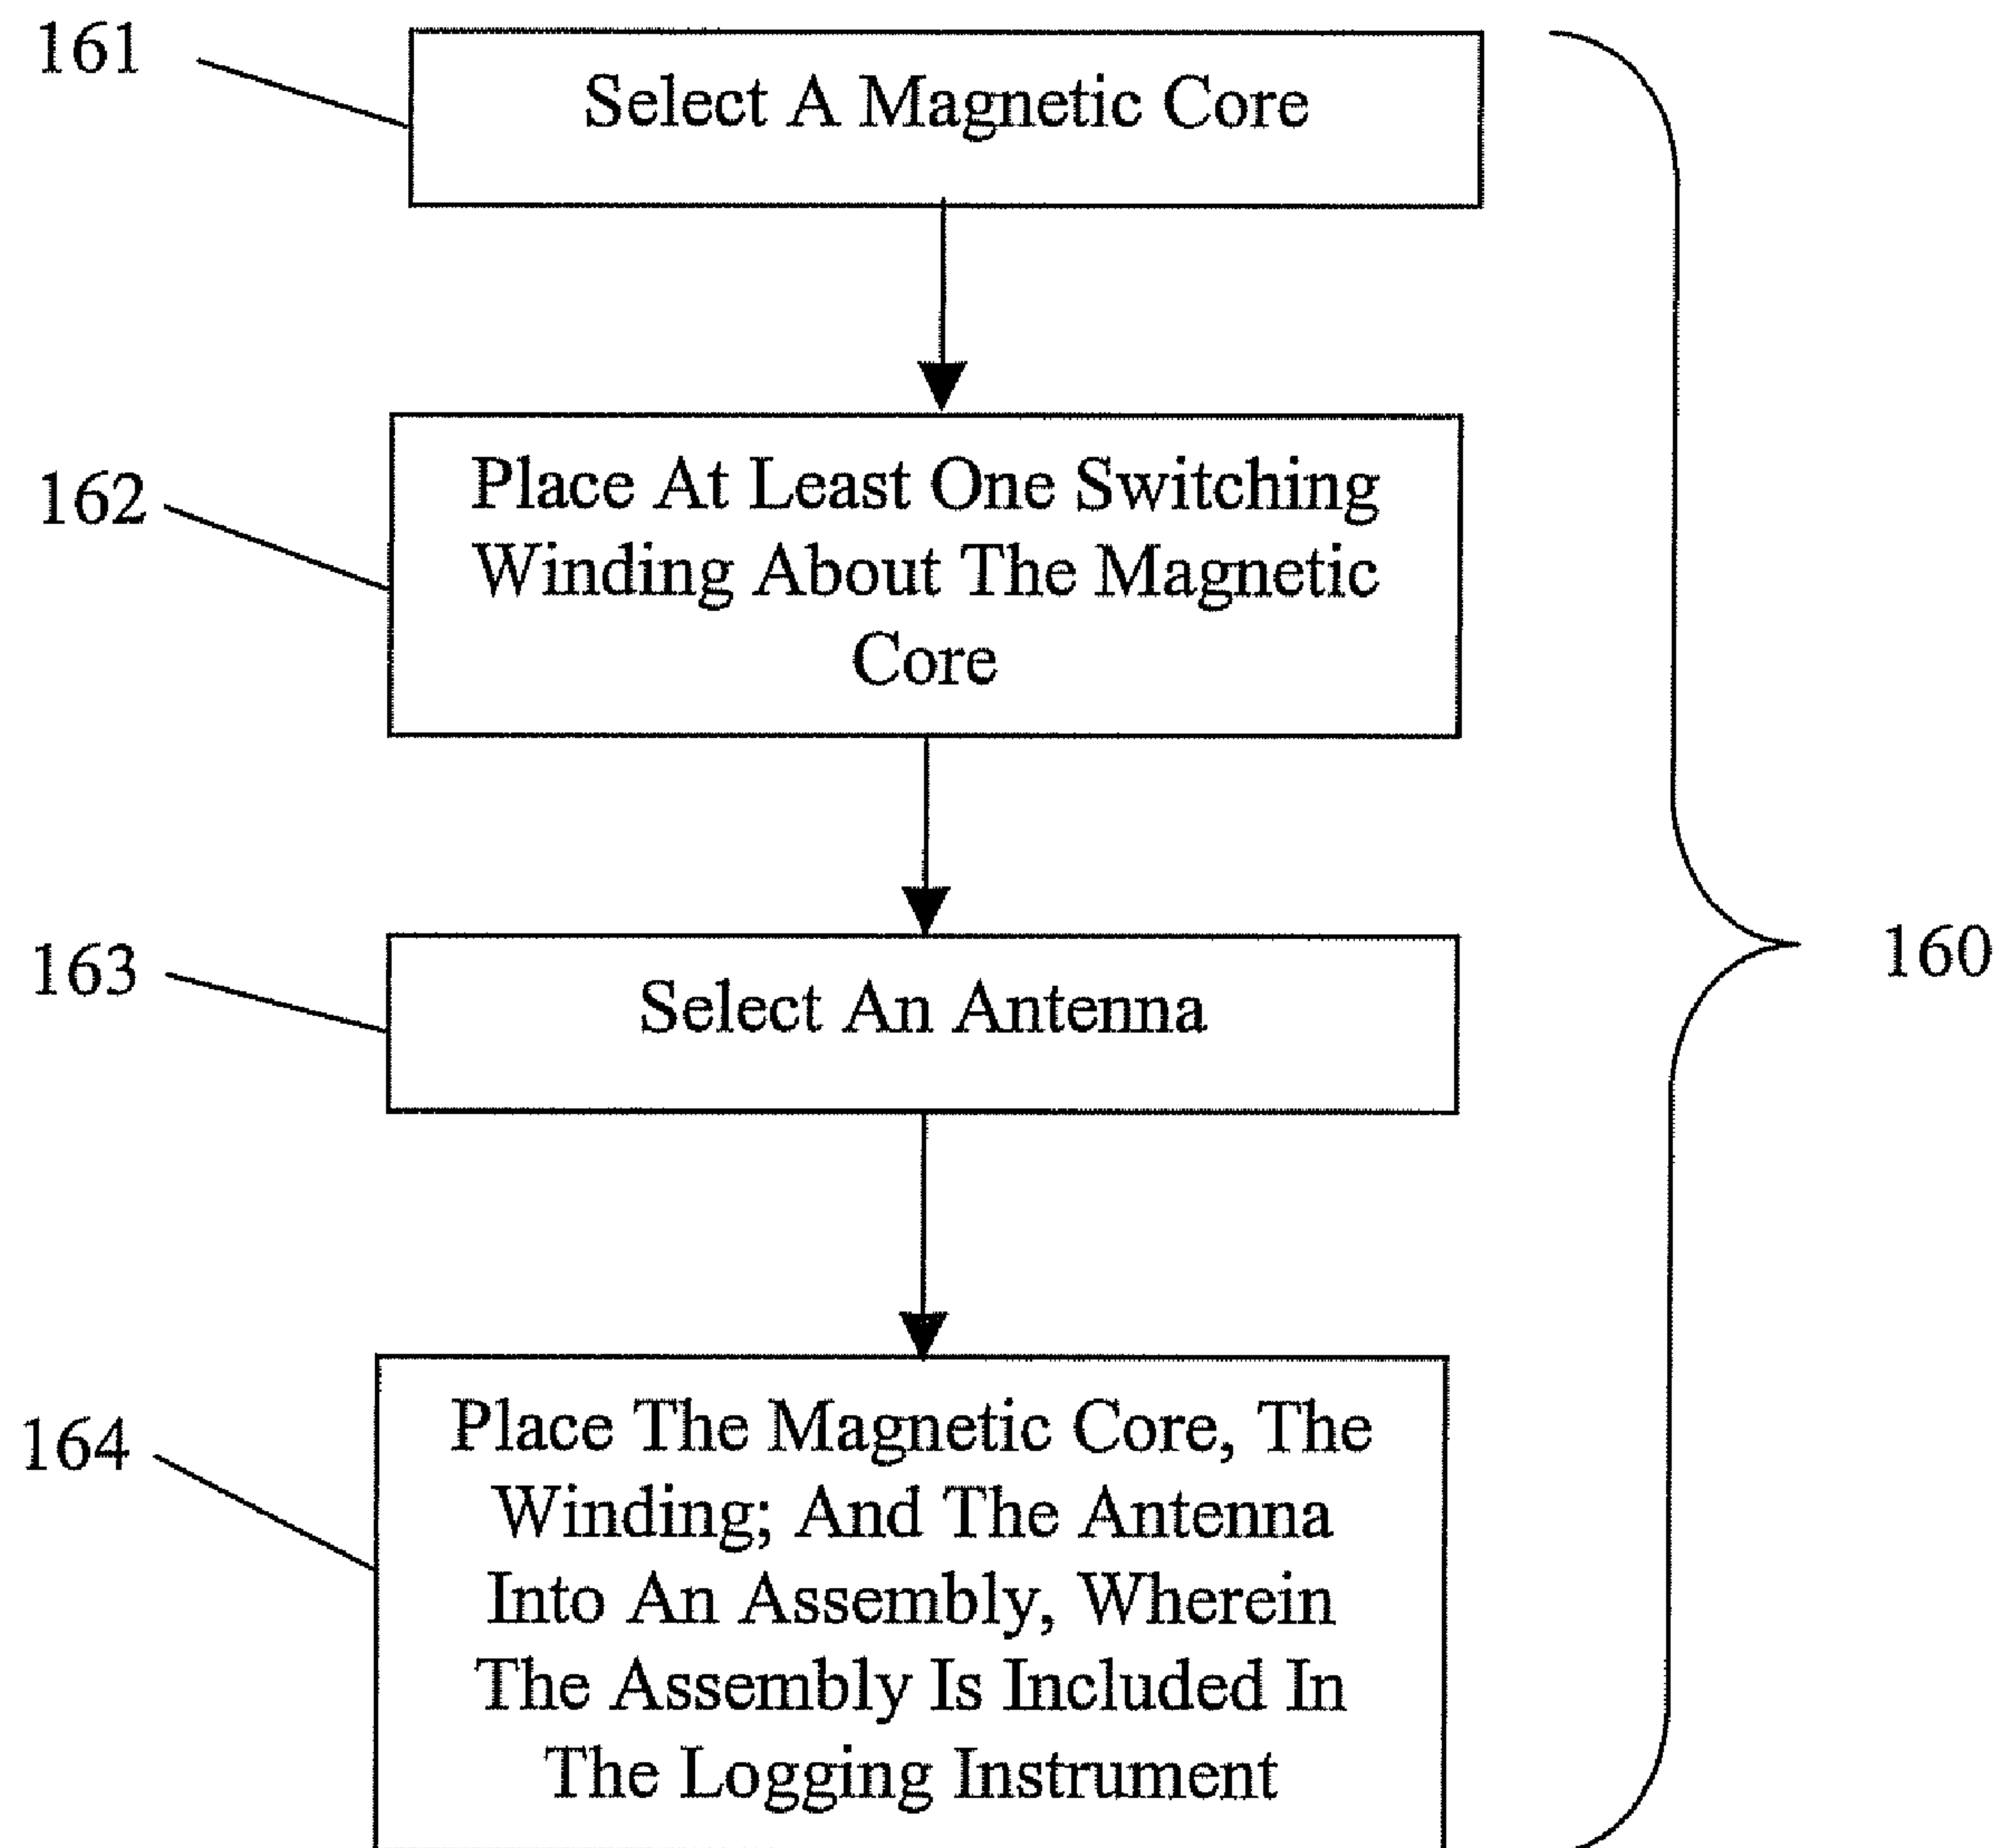 161
Select A Magnetic Core
162
Place At Least One Switching
Winding About The Magnetic
Core
163
Select An Antenna
160
164
Place The Magnetic Core, The
Winding; And The Antenna
Into An Assembly, Wherein
The Assembly Is Included In
The Logging Instrument